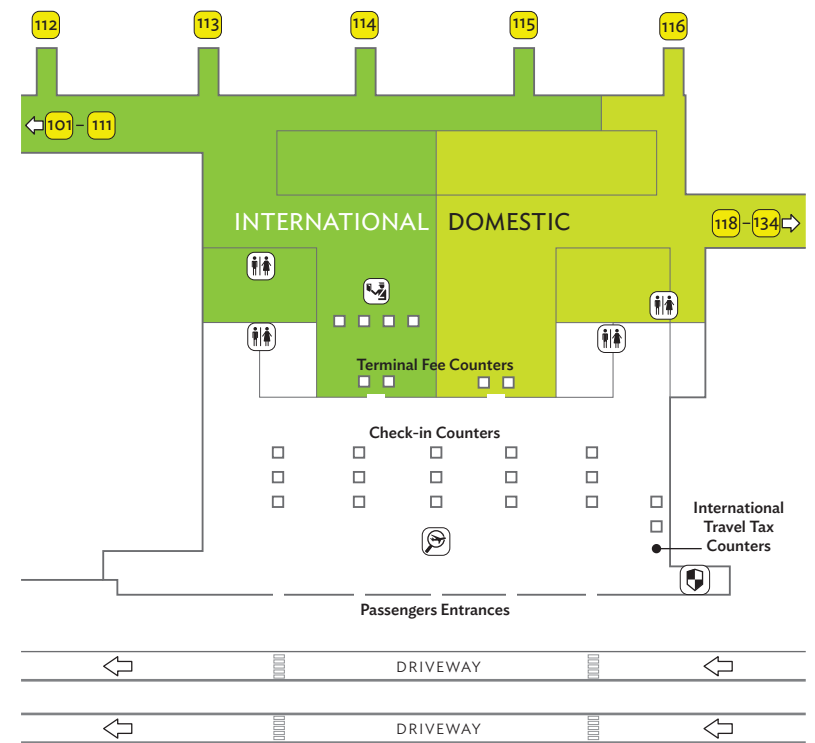 112
113
114
115
116
101 – 111
INTERNATIONAL
DOMESTIC
118 – 134
Terminal Fee Counters
Check-in Counters
International
Travel Tax
Counters
Passengers Entrances
DRIVEWAY
DRIVEWAY